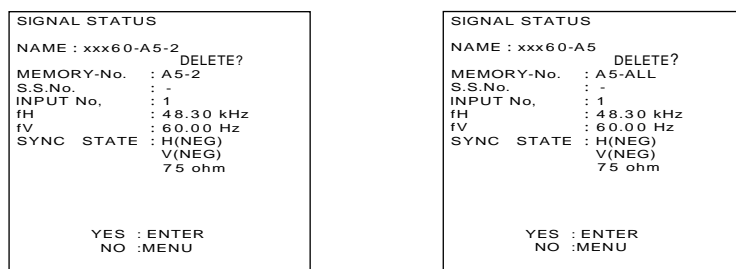 SIGNAL STATUS
NAME : xxx60-A5-2
DELETE?
MEMORY-No. : A5-2
S.S.No. : -
INPUT No, : 1
fH : 48.30 kHz
fV : 60.00 Hz
SYNC STATE : H(NEG)
V(NEG)
75 ohm
YES : ENTER
NO :MENU
SIGNAL STATUS
NAME : xxx60-A5
DELETE?
MEMORY-No. : A5-ALL
S.S.No. : -
INPUT No, : 1
fH : 48.30 kHz
fV : 60.00 Hz
SYNC STATE : H(NEG)
V(NEG)
75 ohm
YES : ENTER
NO :MENU